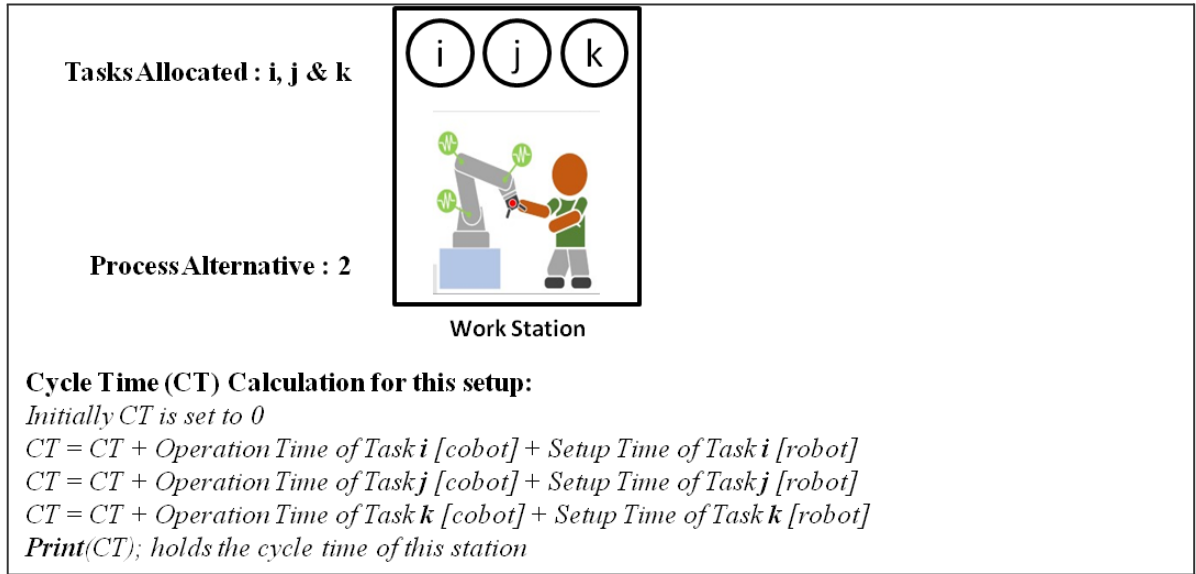 i j k
Tasks Allocated : i, j & k
Process Alternative : 2
Work Station
Cycle Time (CT) Calculation for this setup:
Initially CT is set to 0
CT = CT + Operation Time of Task i [cobot] + Setup Time of Task i [robot]
CT = CT + Operation Time of Task j [cobot] + Setup Time of Task j [robot]
CT = CT + Operation Time of Task k [cobot] + Setup Time of Task k [robot]
Print(CT); holds the cycle time of this station